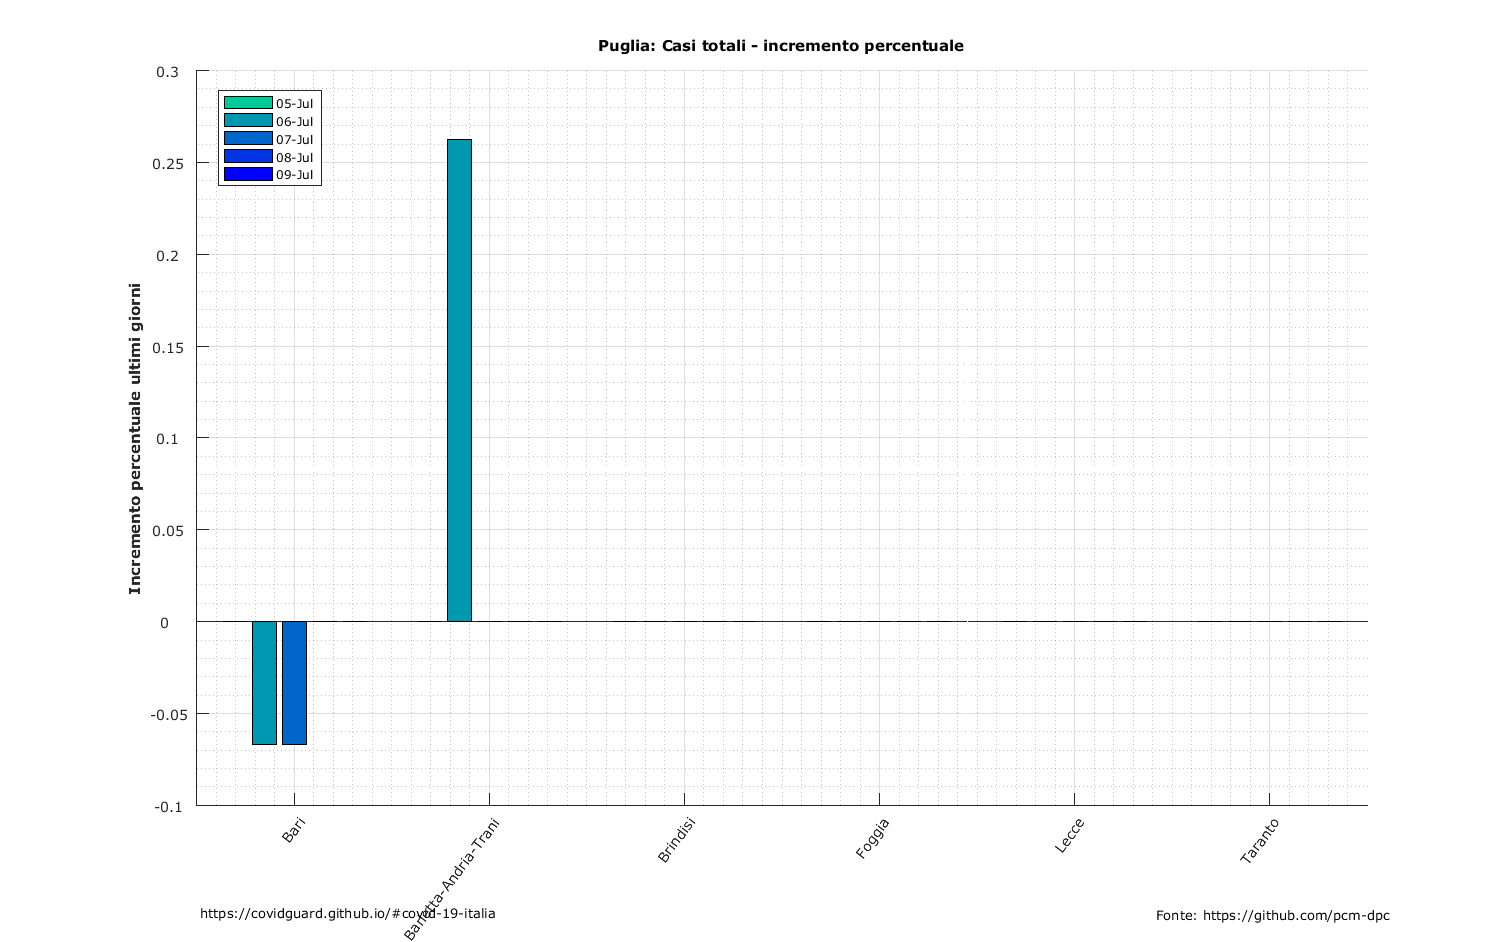 Puglia: Casi totali - incremento percentuale
0.3
0.25
0.2
0.15
0.1
0.05
0
-0.05
-0.1
Incremento percentuale ultimi giorni
05-Jul
06-Jul
07-Jul
08-Jul
09-Jul
Bari
Barletta-Andria-Trani
Brindisi
Foggia
Lecce
Taranto
https://covidguard.github.io/#covid-19-italia
Fonte: https://github.com/pcm-dpc